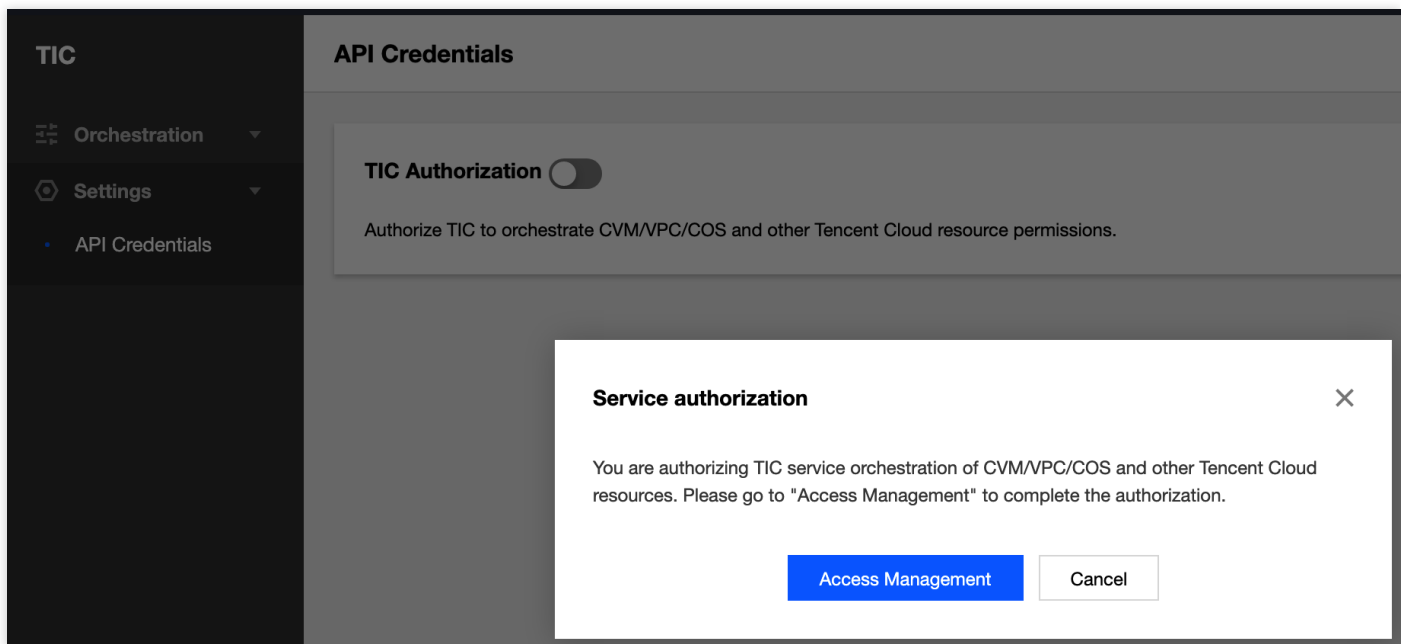 TIC
API Credentials
Orchestration
Settings
API Credentials
TIC Authorization
Authorize TIC to orchestrate CVM/VPC/COS and other Tencent Cloud resource permissions.
Service authorization
You are authorizing TIC service orchestration of CVM/VPC/COS and other Tencent Cloud
resources. Please go to "Access Management" to complete the authorization.
Access Management
Cancel